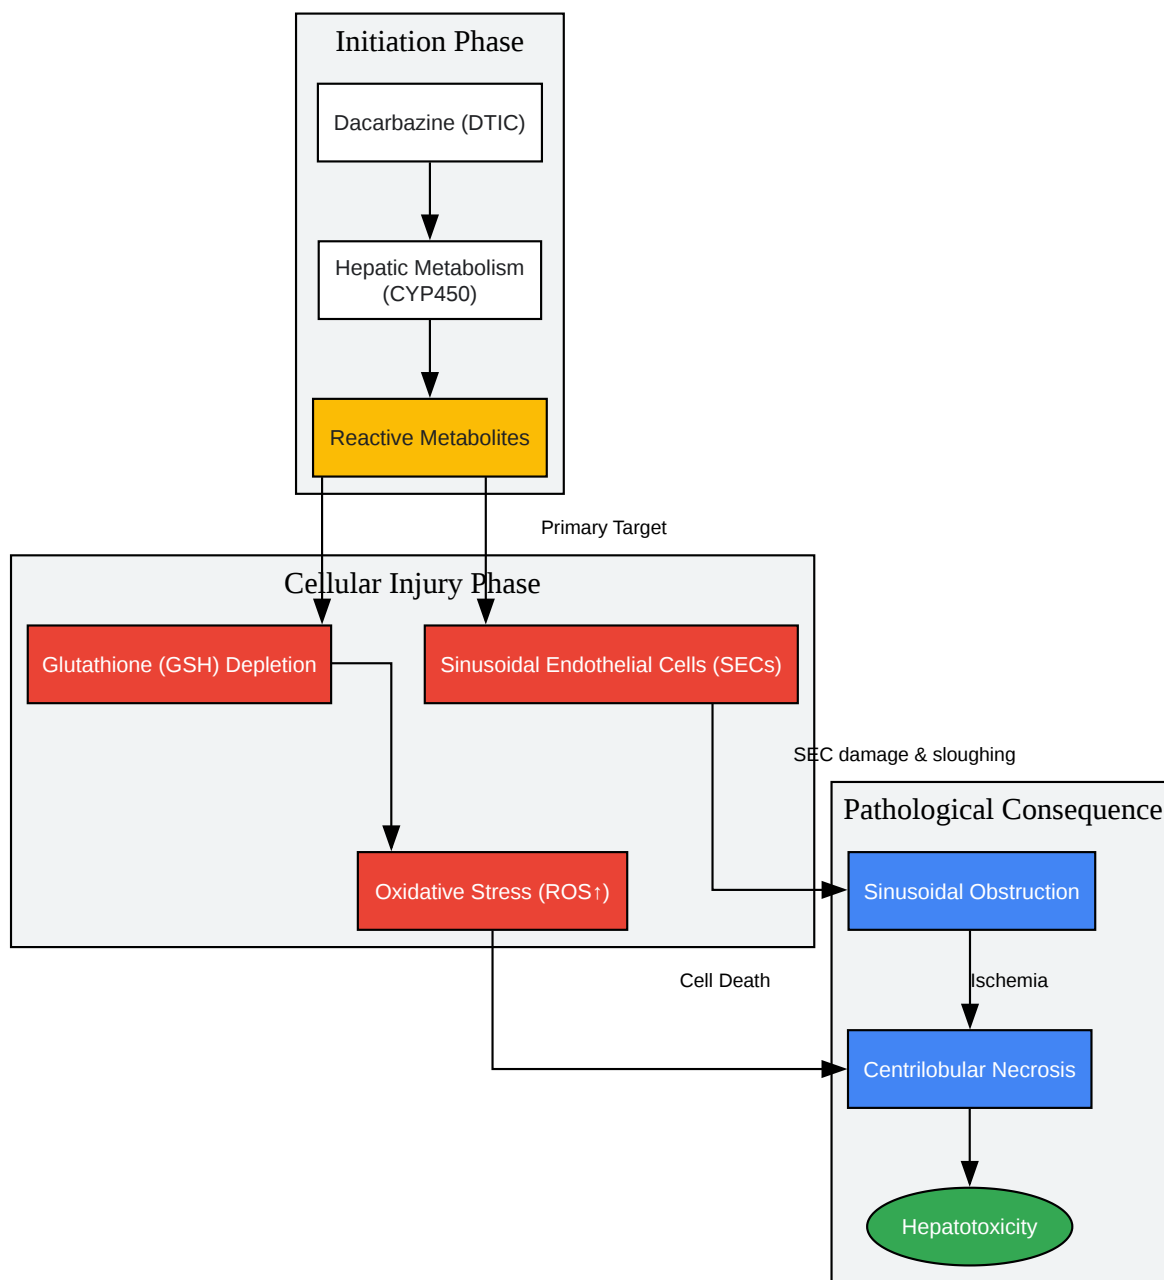 Initiation Phase
Dacarbazine (DTIC)
Hepatic Metabolism
(CYP450)
Reactive Metabolites
Primary Target
Cellular Injury Phase
Glutathione (GSH) Depletion
Sinusoidal Endothelial Cells (SECs)
SEC damage & sloughing
Pathological Consequence
Oxidative Stress (ROS↑)
Sinusoidal Obstruction
Cell Death
Ischemia
Centrilobular Necrosis
Hepatotoxicity